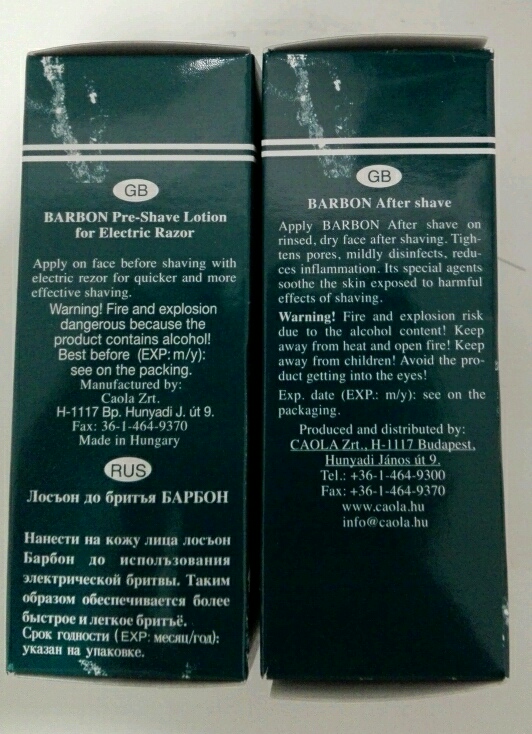 GB
BARBON Pre-Shave Lotion
for Electric Razor
Apply on face before shaving with
electric rezor for quicker and more
effective shaving.
Warning! Fire and explosion
dangerous because the
product contains alcohol!
Best before (EXP: m/y):
see on the packing.
Manufactured by:
Caola Zrt.
H-1117 Bp. Hunyadi J. út 9.
Fax: 36-1-464-9370
Made in Hungary
RUS
Лосъон до бритья БАРБОН
Нанести на кожу лица лосъон
Барбон до использывания
электрической бритвы. Таким
образом обеспечивается более
быстрое и легкое бритьё.
Срок годности (EXP: месяц/год):
указан на упаковке.
GB
BARBON After shave
Apply BARBON After shave on
rinsed, dry face after shaving. Tigh-
tens pores, mildly disinfects, redu-
ces inflammation. Its special agents
soothe the skin exposed to harmful
effects of shaving.
Warning! Fire and explosion risk
due to the alcohol content! Keep
away from heat and open fire! Keep
away from children! Avoid the pro-
duct getting into the eyes!
Exp. date (EXP.: m/y): see on the
packaging.
Produced and distributed by:
CAOLA Zrt., H-1117 Budapest,
Hunyadi János út 9.
Tel.: +36-1-464-9300
Fax: +36-1-464-9370
www.caola.hu
info@caola.hu